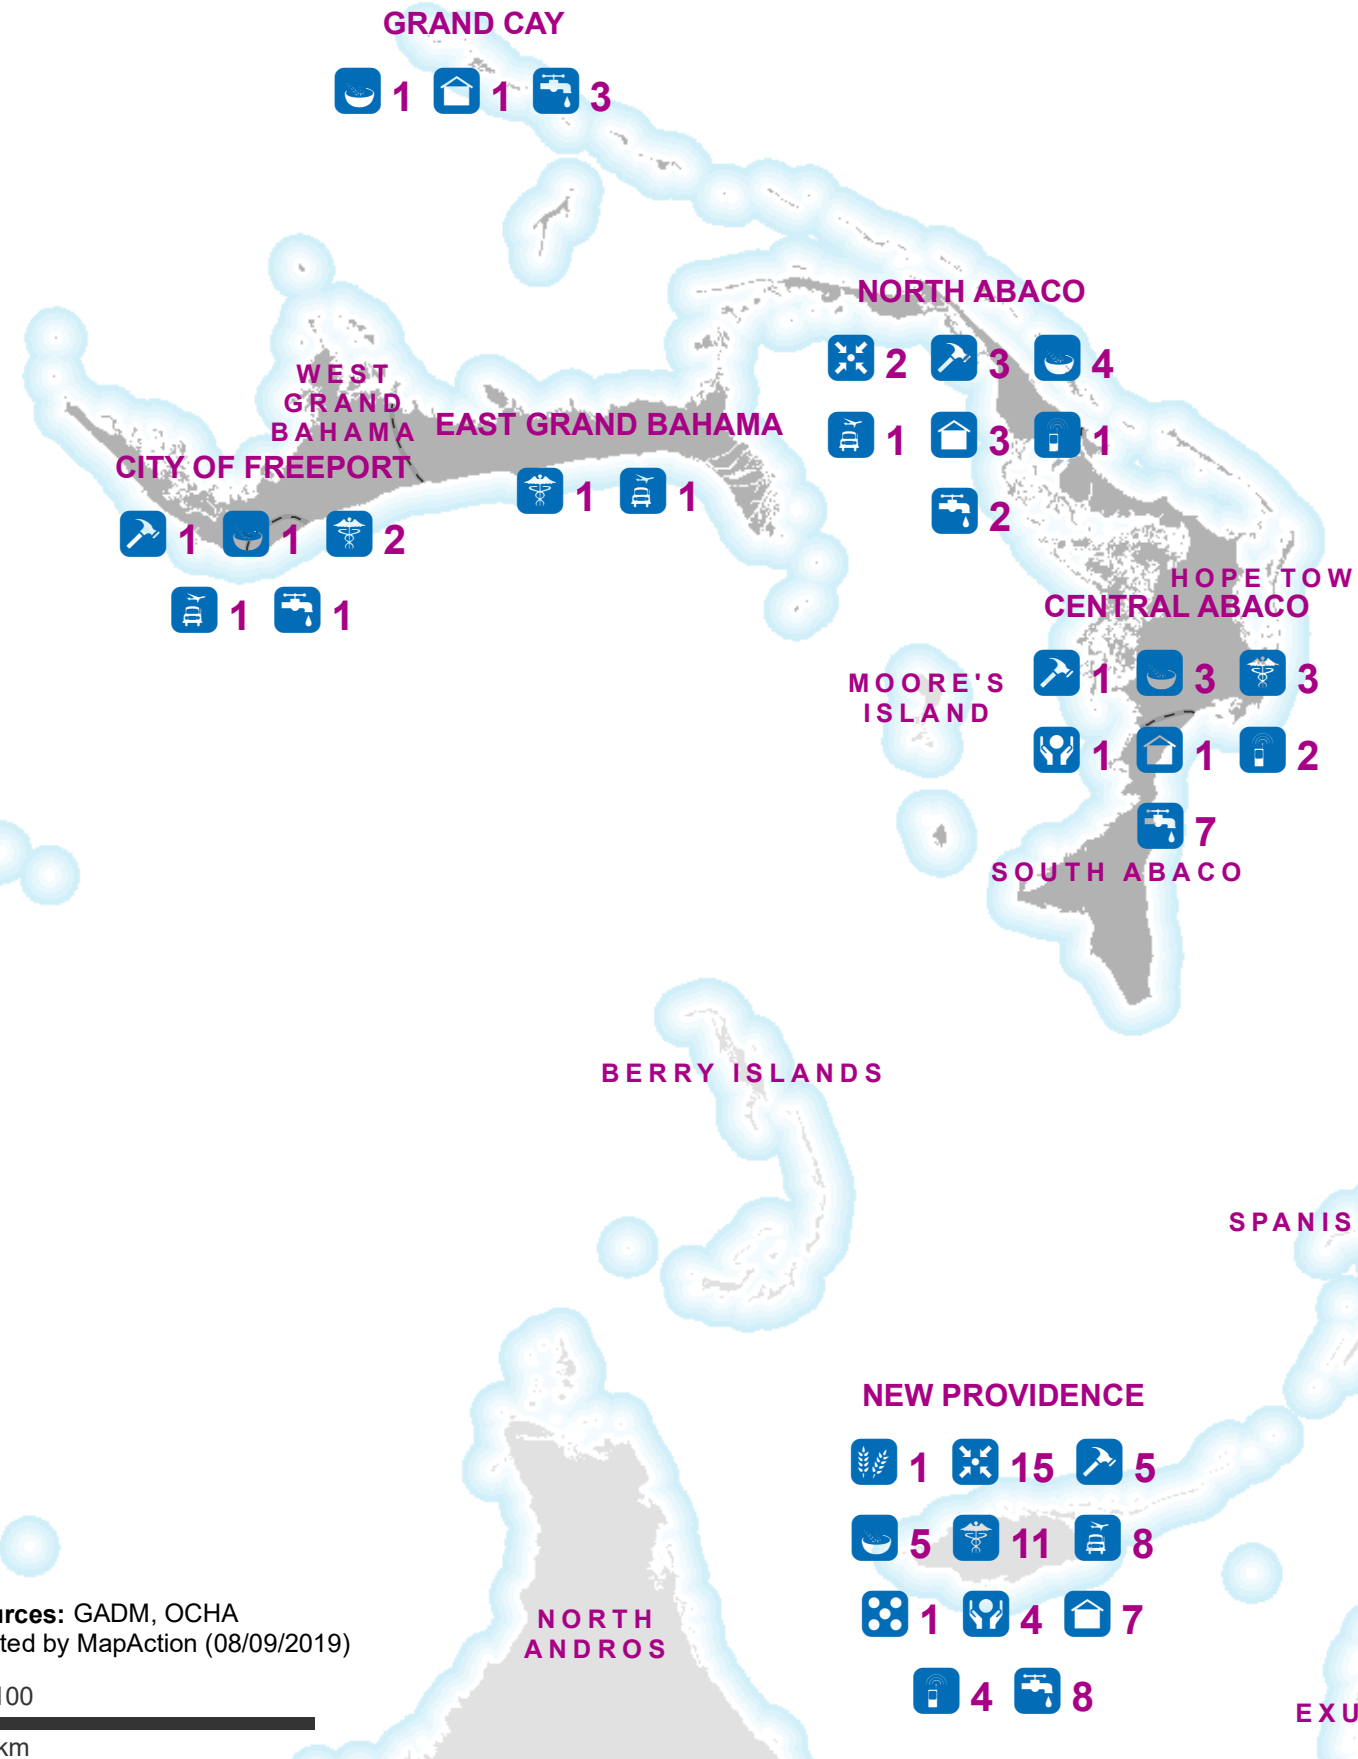 GRAND CAY
1 1 3
NORTH ABACO
2 3 4
1 3 1
2
WEST
GRAND
BAHAMA
EAST GRAND BAHAMA
1 1
CITY OF FREEPORT
1 1 2
1 1
HOPE TOW
CENTRAL ABACO
1 3 3
1 1 2
7
MOORE'S
ISLAND
SOUTH ABACO
BERRY ISLANDS
SPANIS
NEW PROVIDENCE
1 15 5
5 11 8
1 4 7
4 8
NORTH
ANDROS
EXU
urces: GADM, OCHA
ted by MapAction (08/09/2019)
100
km